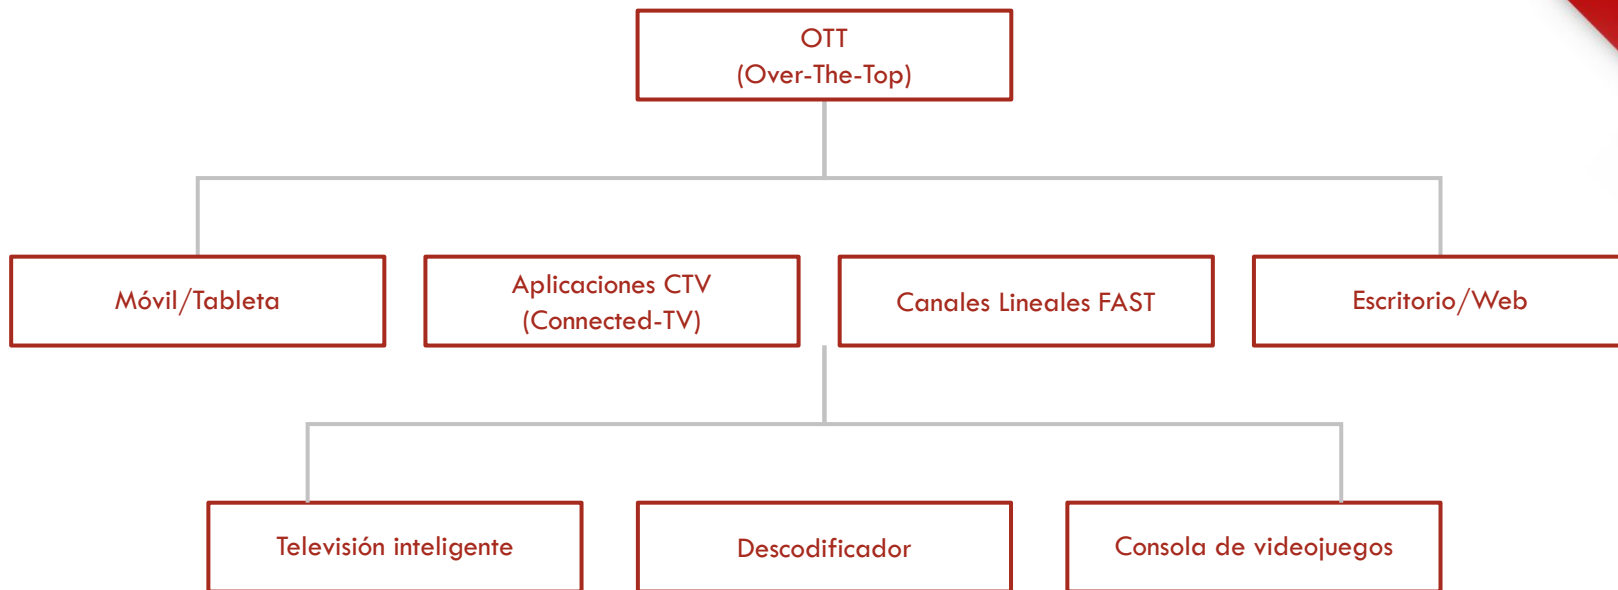 OTT
(Over-The-Top)
Móvil/Tableta
Aplicaciones CTV
(Connected-TV)
Canales Lineales FAST
Escritorio/Web
Televisión inteligente
Descodificador
Consola de videojuegos